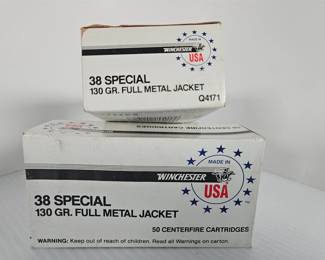 WINCHESTER
MADE IN
USA
38 SPECIAL
130 GR. FULL METAL JACKET
Q4171
MADE IN
WINCHESTER
USA
38 SPECIAL
130 GR. FULL METAL JACKET
50 CENTERFIRE CARTRIDGES
WARNING: Keep out of reach of children. Read all Warnings on carton.